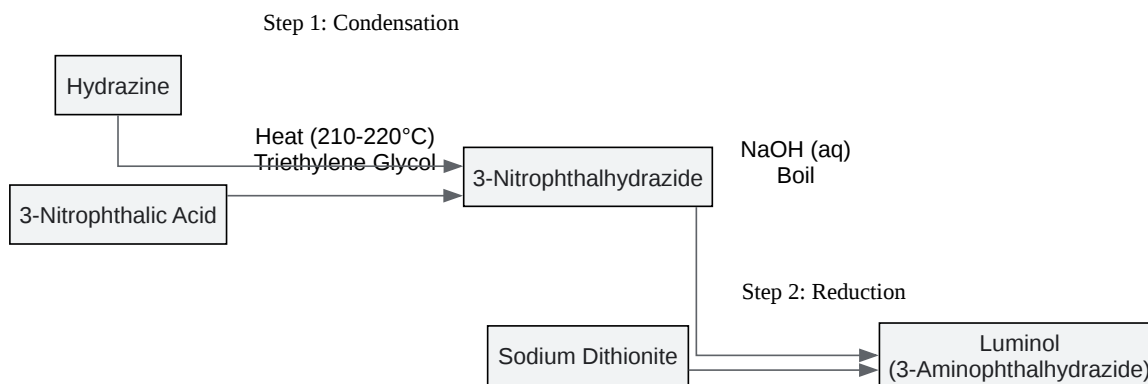 Step 1: Condensation
Hydrazine
Heat (210-220°C)
Triethylene Glycol
3-Nitrophthalic Acid
3-Nitrophthalhydrazide
NaOH (aq)
Boil
Step 2: Reduction
Sodium Dithionite
Luminol
(3-Aminophthalhydrazide)